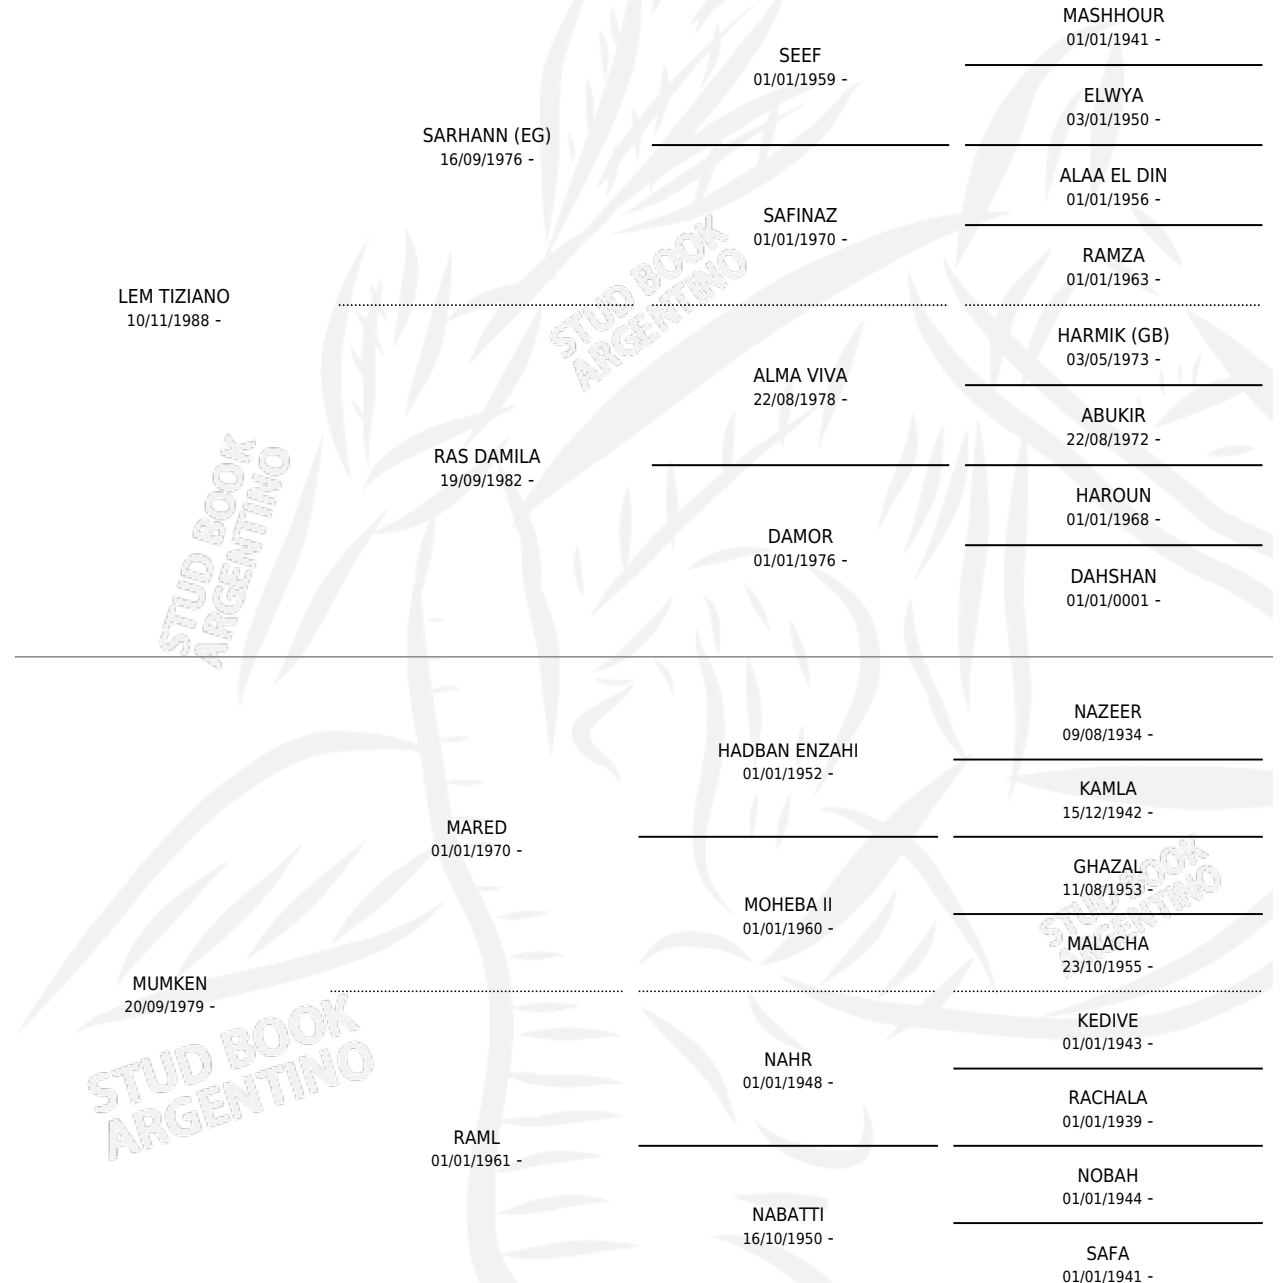 MASHHOUR
01/01/1941 -
SEEF
01/01/1959 -
ELWYA
03/01/1950 -
SARHANN (EG)
16/09/1976 -
ALAA EL DIN
01/01/1956 -
SAFINAZ
01/01/1970 -
RAMZA
01/01/1963 -
LEM TIZIANO
10/11/1988 -
HARMIK (GB)
03/05/1973 -
ALMA VIVA
22/08/1978 -
ABUKIR
22/08/1972 -
RAS DAMILA
19/09/1982 -
HAROUN
01/01/1968 -
DAMOR
01/01/1976 -
DAHSHAN
01/01/0001 -
STUD BOOK
ARGENTINO
STUD BOOK
ARGENTINO
NAZEER
09/08/1934 -
HADBAN ENZAHI
01/01/1952 -
KAMLA
15/12/1942 -
MARED
01/01/1970 -
GHAZAL
11/08/1953 -
MOHEBA II
01/01/1960 -
MALACHA
23/10/1955 -
MUMKEN
20/09/1979 -
KEDIVE
01/01/1943 -
NAHR
01/01/1948 -
RACHALA
01/01/1939 -
RAML
01/01/1961 -
NOBAH
01/01/1944 -
NABATTI
16/10/1950 -
SAFA
01/01/1941 -
STUD BOOK
ARGENTINO
STUD BOOK
ARGENTINO